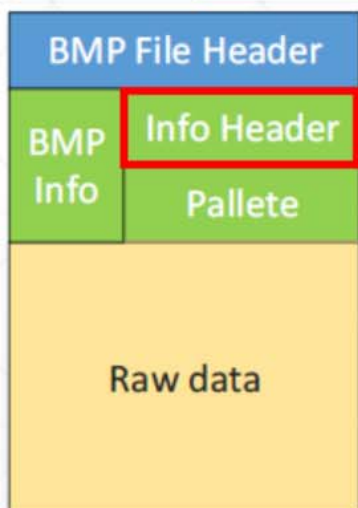 BMP File Header
BMP
Info
Info Header
Pallete
Raw data